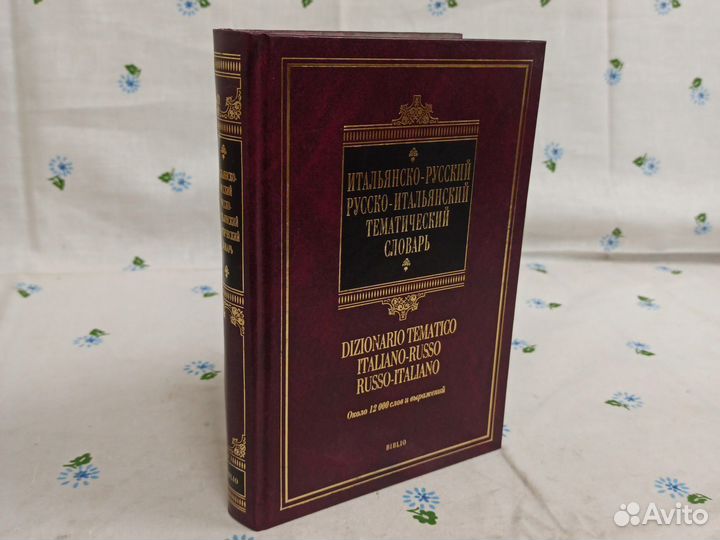 ИТАЛЬЯНСКО-РУССКИЙ
РУССКО-ИТАЛЬЯНСКИЙ
ТЕМАТИЧЕСКИЙ
СЛОВАРЬ
DIZIONARIO TEMATICO
ITALIANO-RUSSO
RUSSO-ITALIANO
Около 12 000 слов и выражений
BIBLIO
Avito